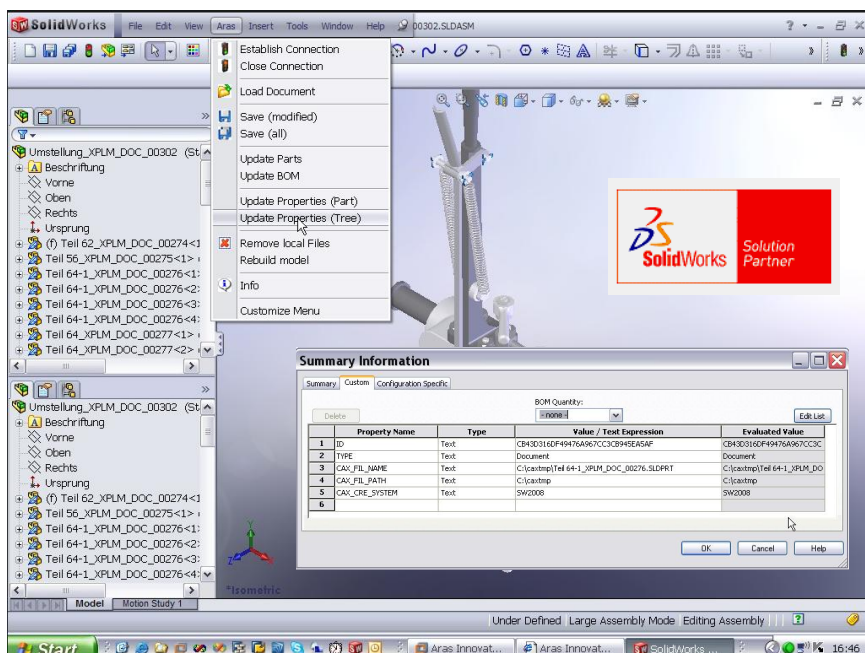 SolidWorks File Edit View Aras Insert Tools Window Help 00302.SLDASM
Establish Connection
Close Connection
Load Document
Save (modified)
Save (all)
Update Parts
Update BOM
Update Properties (Part)
Update Properties (Tree)
Remove local Files
Rebuild model
Info
Customize Menu
Umstellung_XPLM_DOC_00302 (St
Beschriftung
Vorne
Oben
Rechts
Ursprung
(f) Teil 62_XPLM_DOC_00274<1
Teil 56_XPLM_DOC_00275<1>
Teil 64-1_XPLM_DOC_00276<1>
Teil 64-1_XPLM_DOC_00276<2>
Teil 64-1_XPLM_DOC_00276<3>
Teil 64-1_XPLM_DOC_00276<4>
Teil 64_XPLM_DOC_00277<1>
Teil 64_XPLM_DOC_00277<2>
SolidWorks
Solution
Partner
Umstellung_XPLM_DOC_00302 (St
Beschriftung
Vorne
Oben
Rechts
Ursprung
(f) Teil 62_XPLM_DOC_00274<1
Teil 56_XPLM_DOC_00275<1>
Teil 64-1_XPLM_DOC_00276<1>
Teil 64-1_XPLM_DOC_00276<2>
Teil 64-1_XPLM_DOC_00276<3>
Teil 64-1_XPLM_DOC_00276<4>
Summary Information
Summary Custom Configuration Specific
BOM Quantity:
Delete - none - Edit List
Property Name Type Value / Text Expression Evaluated Value
1 ID Text CB43D316DF49476A967CC3CB945EA5AF CB43D316DF49476A967CC3C
2 TYPE Text Document Document
3 CAX_FIL_NAME Text C:\caxtmp\Teil 64-1_XPLM_DOC_00276.SLDPRT C:\caxtmp\Teil 64-1_XPLM_DO
4 CAX_FIL_PATH Text C:\caxtmp C:\caxtmp
5 CAX_CRE_SYSTEM Text SW2008 SW2008
6
OK Cancel Help
*Isometric
Model Motion Study 1
Under Defined Large Assembly Mode Editing Assembly
Start Aras Innovat... Aras Innovat... SolidWorks ... 16:46